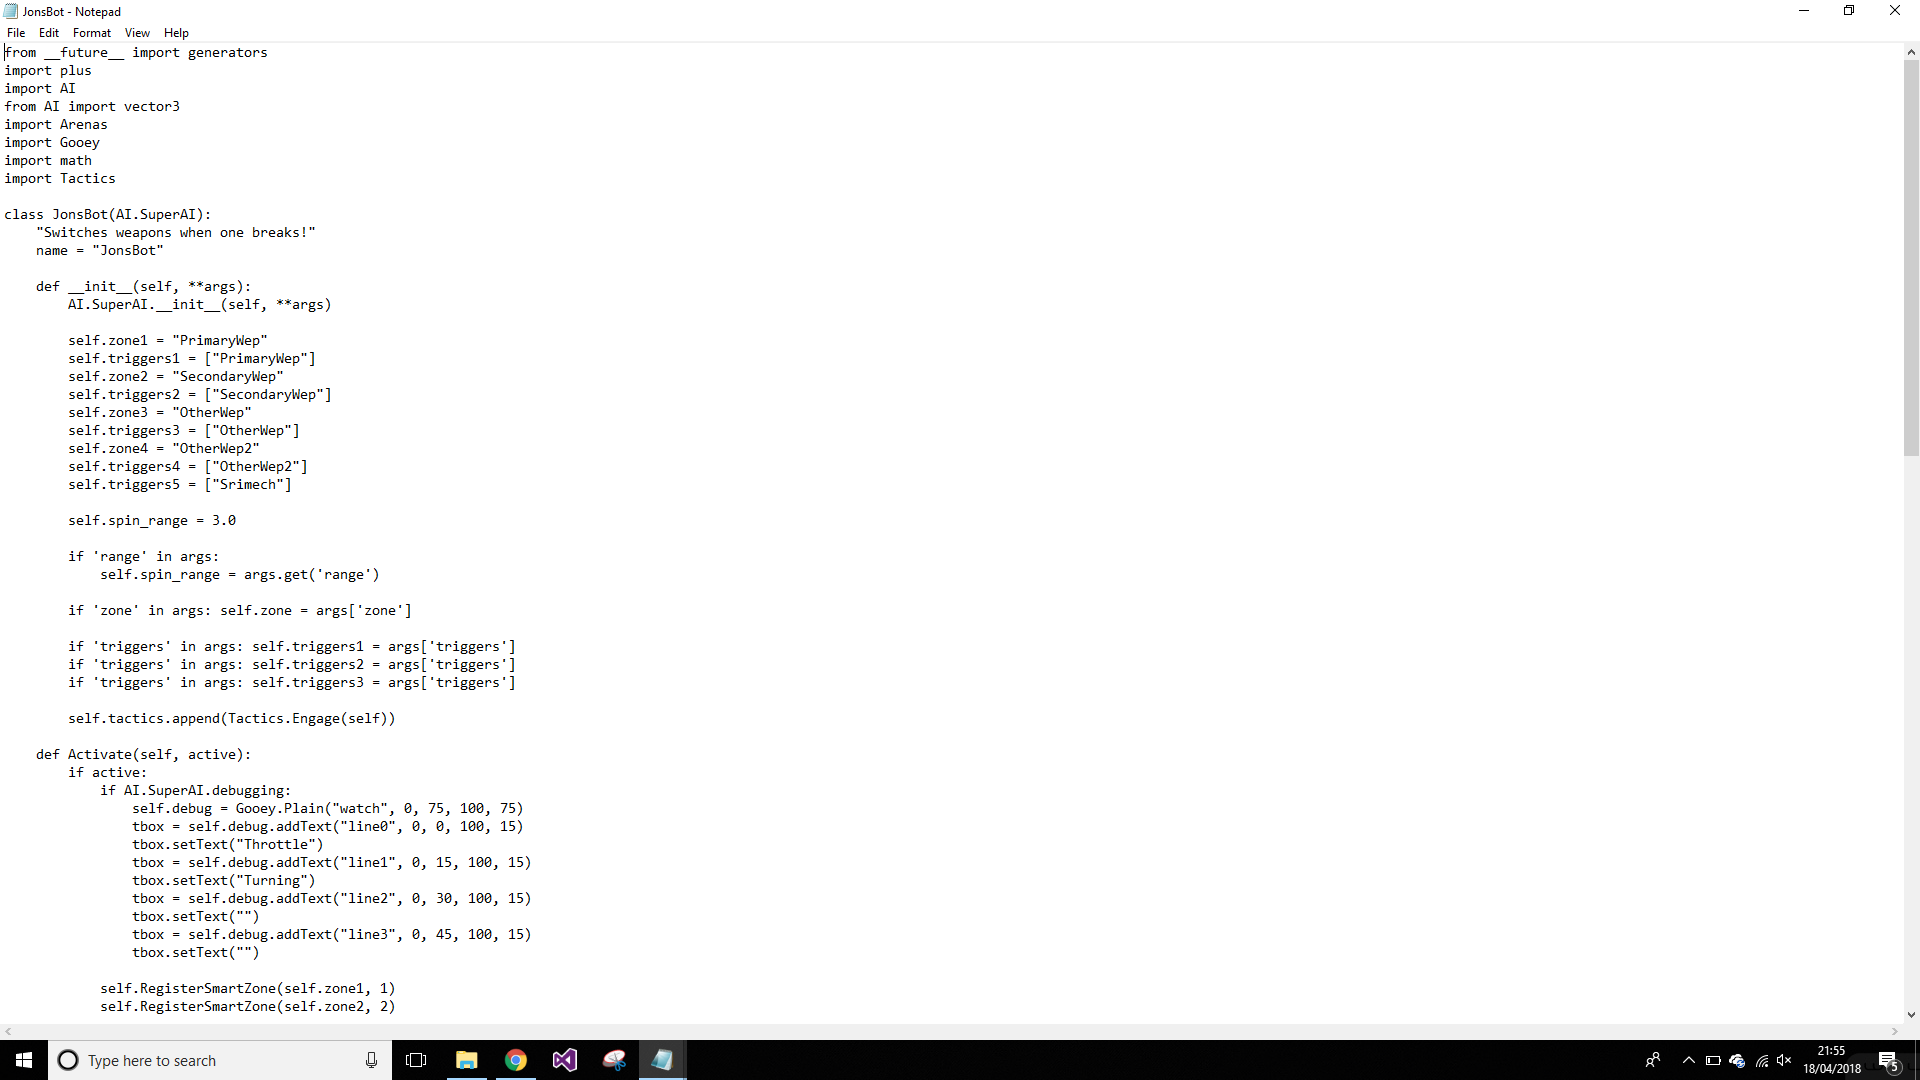 JonsBot - Notepad
File Edit Format View Help
from __future__ import generators
import plus
import AI
from AI import vector3
import Arenas
import Gooey
import math
import Tactics

class JonsBot(AI.SuperAI):
    "Switches weapons when one breaks!"
    name = "JonsBot"

    def __init__(self, **args):
        AI.SuperAI.__init__(self, **args)

        self.zone1 = "PrimaryWep"
        self.triggers1 = ["PrimaryWep"]
        self.zone2 = "SecondaryWep"
        self.triggers2 = ["SecondaryWep"]
        self.zone3 = "OtherWep"
        self.triggers3 = ["OtherWep"]
        self.zone4 = "OtherWep2"
        self.triggers4 = ["OtherWep2"]
        self.triggers5 = ["Srimech"]

        self.spin_range = 3.0

        if 'range' in args:
            self.spin_range = args.get('range')

        if 'zone' in args: self.zone = args['zone']

        if 'triggers' in args: self.triggers1 = args['triggers']
        if 'triggers' in args: self.triggers2 = args['triggers']
        if 'triggers' in args: self.triggers3 = args['triggers']

        self.tactics.append(Tactics.Engage(self))

    def Activate(self, active):
        if active:
            if AI.SuperAI.debugging:
                self.debug = Gooey.Plain("watch", 0, 75, 100, 75)
                tbox = self.debug.addText("line0", 0, 0, 100, 15)
                tbox.setText("Throttle")
                tbox = self.debug.addText("line1", 0, 15, 100, 15)
                tbox.setText("Turning")
                tbox = self.debug.addText("line2", 0, 30, 100, 15)
                tbox.setText("")
                tbox = self.debug.addText("line3", 0, 45, 100, 15)
                tbox.setText("")

            self.RegisterSmartZone(self.zone1, 1)
            self.RegisterSmartZone(self.zone2, 2)
Type here to search
21:55
18/04/2018
5